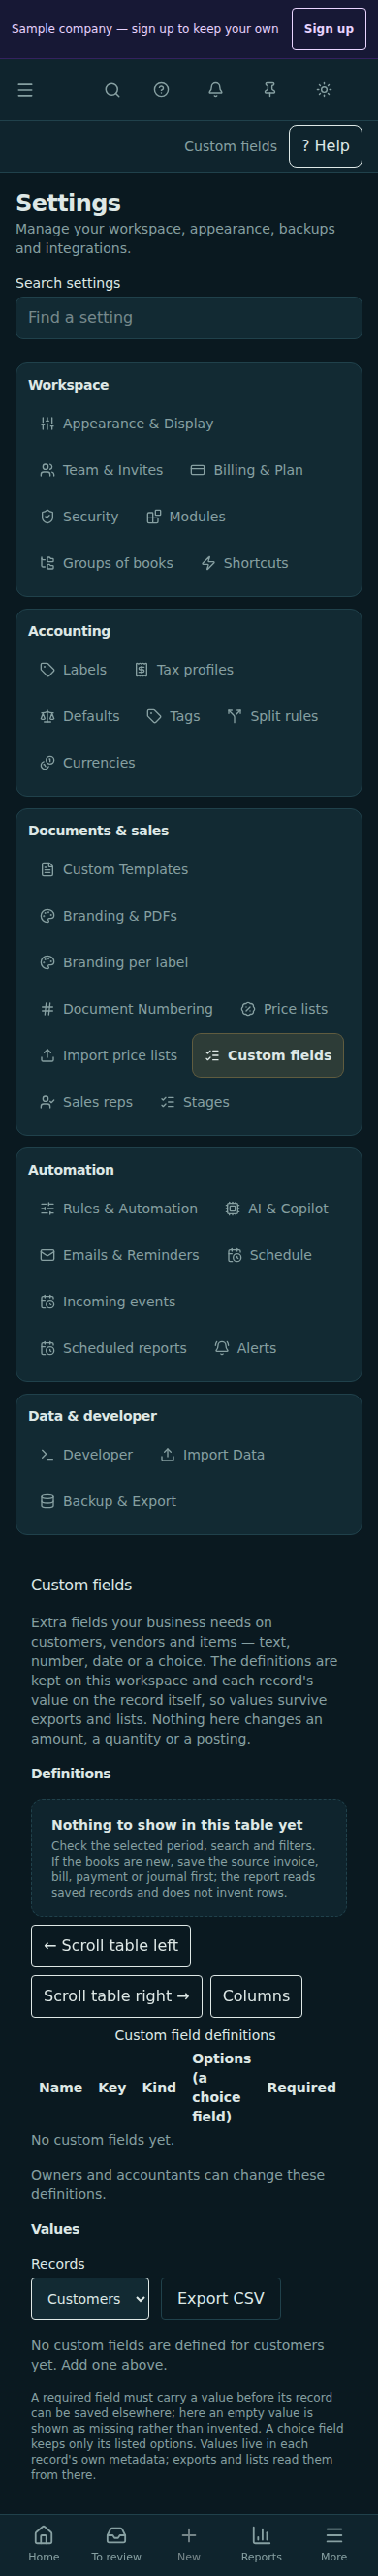 Sample company — sign up to keep your own
Sign up
Custom fields
? Help
Settings
Manage your workspace, appearance, backups
and integrations.
Search settings
Find a setting
Workspace
Appearance & Display
Team & Invites Billing & Plan
Security Modules
Groups of books Shortcuts
Accounting
Labels Tax profiles
Defaults Tags Split rules
Currencies
Documents & sales
Custom Templates
Branding & PDFs
Branding per label
Document Numbering Price lists
Import price lists Custom fields
Sales reps Stages
Automation
Rules & Automation AI & Copilot
Emails & Reminders Schedule
Incoming events
Scheduled reports Alerts
Data & developer
Developer Import Data
Backup & Export
Custom fields
Extra fields your business needs on
customers, vendors and items — text,
number, date or a choice. The definitions are
kept on this workspace and each record's
value on the record itself, so values survive
exports and lists. Nothing here changes an
amount, a quantity or a posting.
Definitions
Nothing to show in this table yet
Check the selected period, search and filters.
If the books are new, save the source invoice,
bill, payment or journal first; the report reads
saved records and does not invent rows.
← Scroll table left
Scroll table right → Columns
Custom field definitions
Name Key Kind Options (a choice field) Required
No custom fields yet.
Owners and accountants can change these
definitions.
Values
Records
Customers Export CSV
No custom fields are defined for customers
yet. Add one above.
A required field must carry a value before its record
can be saved elsewhere; here an empty value is
shown as missing rather than invented. A choice field
keeps only its listed options. Values live in each
record's own metadata; exports and lists read them
from there.
Home To review New Reports More